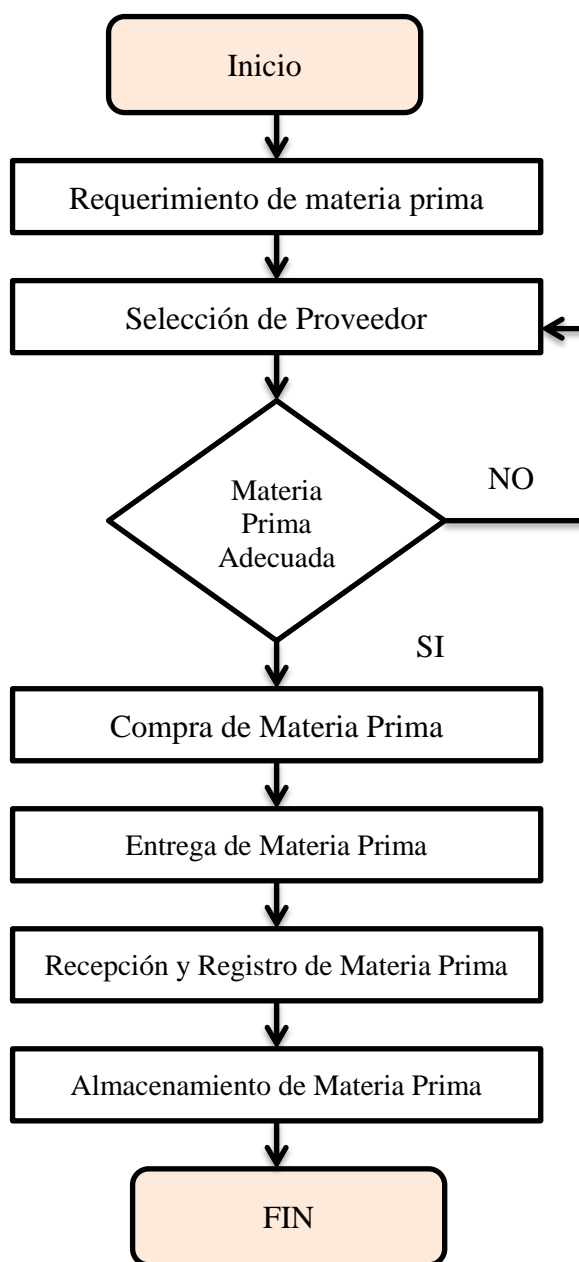 Inicio
Requerimiento de materia prima
Selección de Proveedor
Materia
Prima
Adecuada
NO
SI
Compra de Materia Prima
Entrega de Materia Prima
Recepción y Registro de Materia Prima
Almacenamiento de Materia Prima
FIN